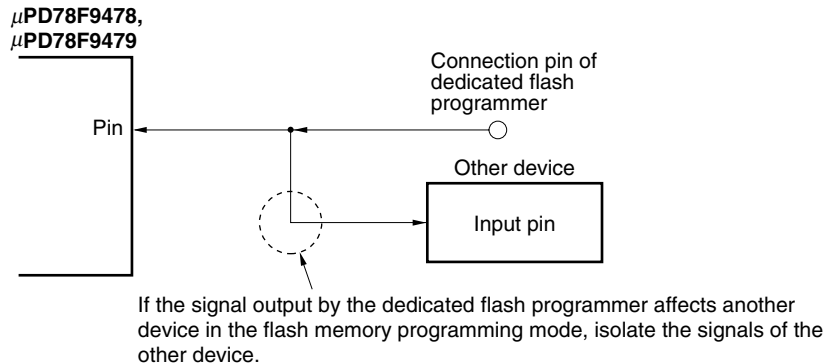 μPD78F9478,
μPD78F9479
Connection pin of
dedicated flash
programmer
Pin
Other device
Input pin
If the signal output by the dedicated flash programmer affects another
device in the flash memory programming mode, isolate the signals of the
other device.